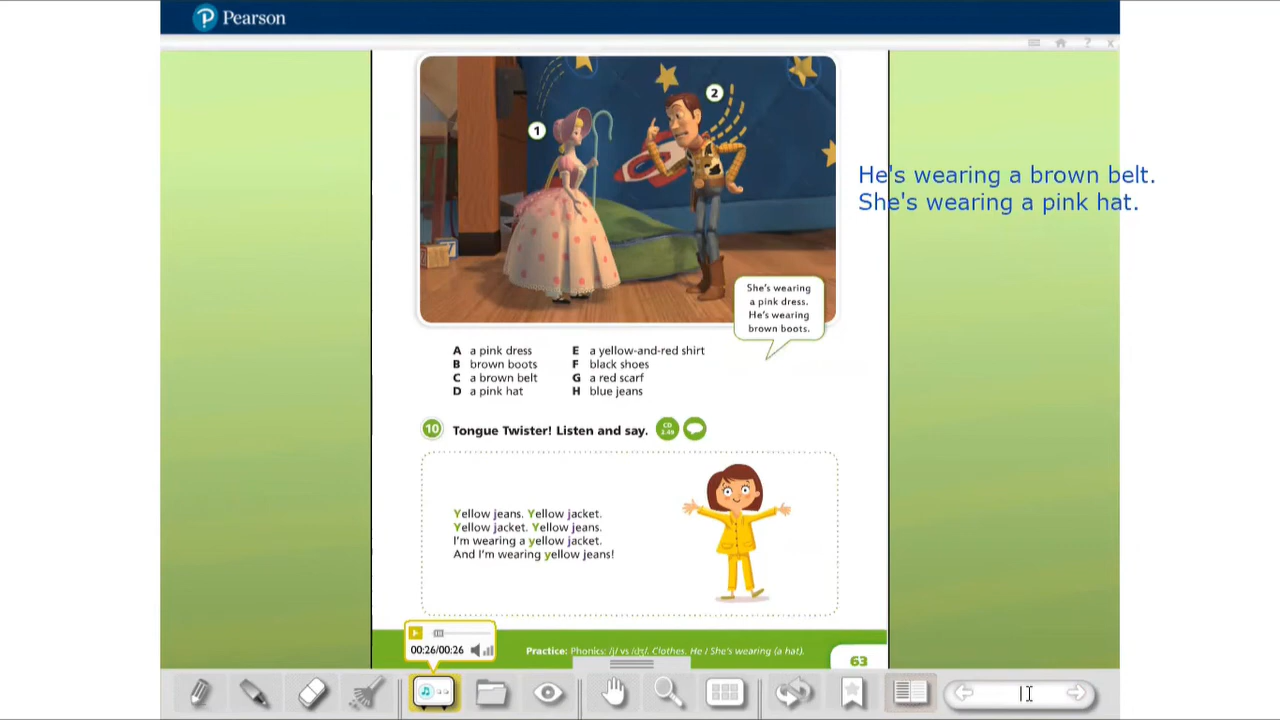 Pearson
1
2
He's wearing a brown belt.
She's wearing a pink hat.
She's wearing
a pink dress.
He's wearing
brown boots.
A a pink dress
B brown boots
C a brown belt
D a pink hat
E a yellow-and-red shirt
F black shoes
G a red scarf
H blue jeans
10 Tongue Twister! Listen and say.
CD
2.49
Yellow jeans. Yellow jacket.
Yellow jacket. Yellow jeans.
I'm wearing a yellow jacket.
And I'm wearing yellow jeans!
00:26/00:26
Practice: Phonics: /j/ vs /dʒ/. Clothes. He / She's wearing (a hat).
63